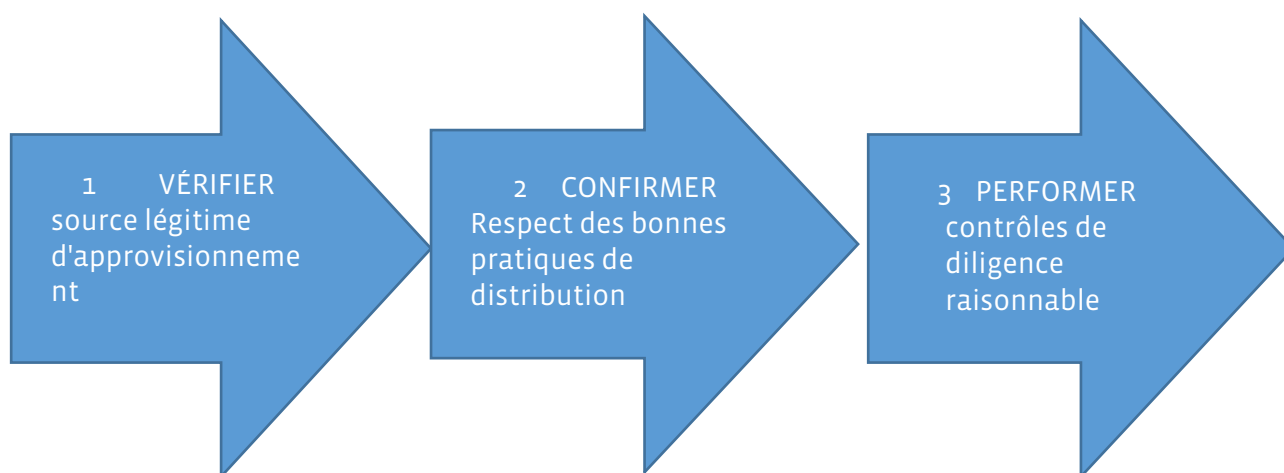 1 VÉRIFIER
source légitime
d'approvisionneme
nt
2 CONFIRMER
Respect des bonnes
pratiques de
distribution
3 PERFORMER
contrôles de
diligence
raisonnable